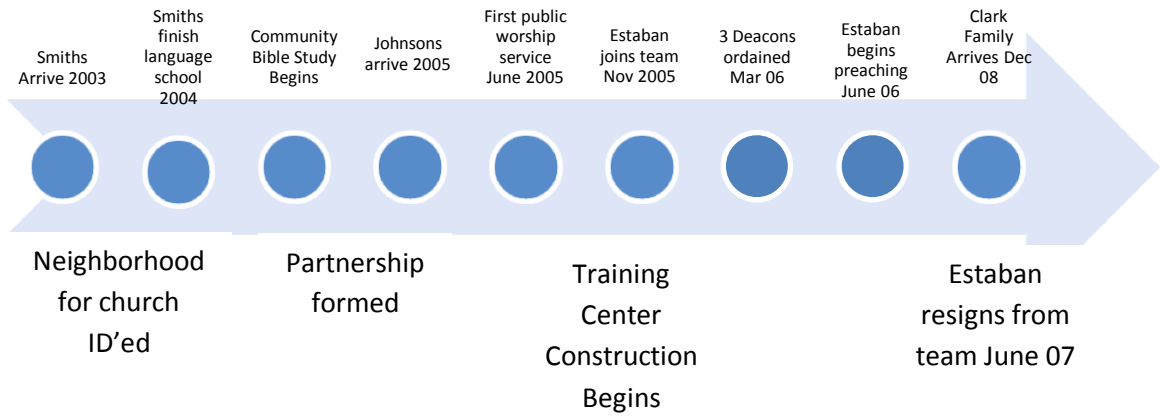 Smiths
Arrive 2003
Smiths
finish
language
school
2004
Community
Bible Study
Begins
Johnsons
arrive 2005
First public
worship
service
June 2005
Estaban
joins team
Nov 2005
3 Deacons
ordained
Mar 06
Estaban
begins
preaching
June 06
Clark
Family
Arrives Dec
08
Neighborhood
for church
ID’ed
Partnership
formed
Training
Center
Construction
Begins
Estaban
resigns from
team June 07